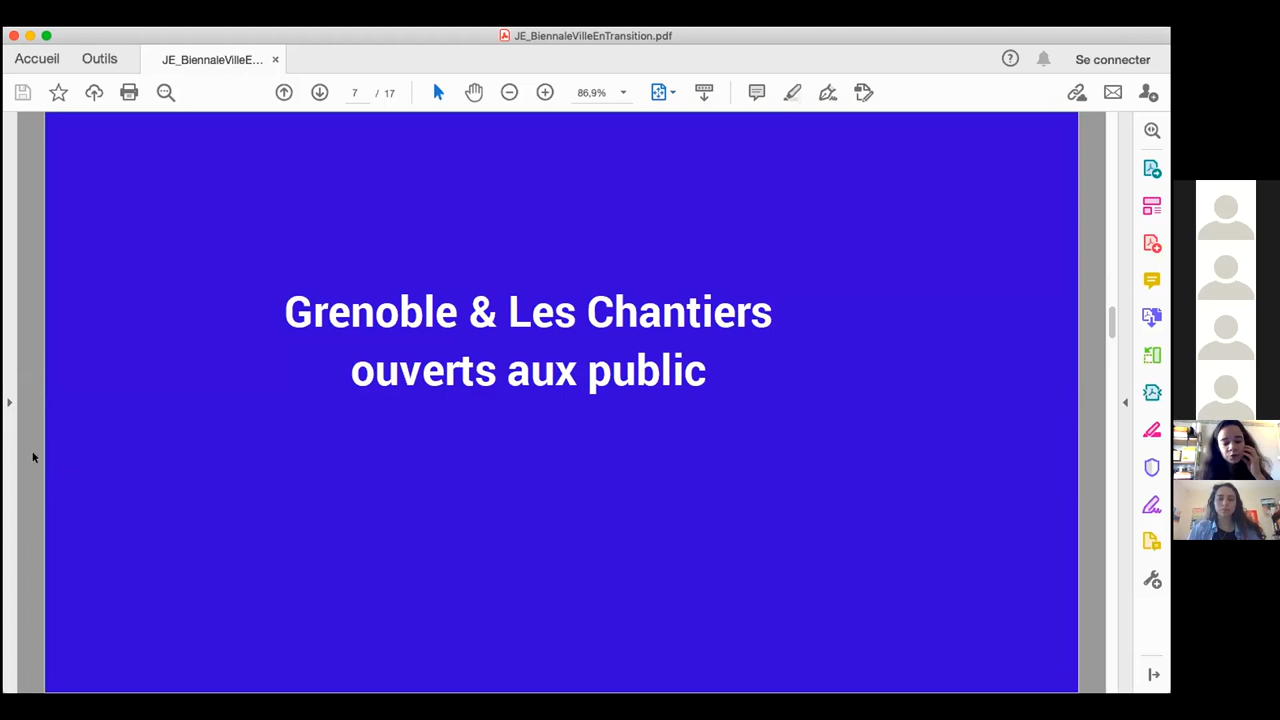 JE_BiennaleVilleEnTransition.pdf
Accueil
Outils
JE_BiennaleVilleE...
Se connecter
7 / 17
86,9%
Grenoble & Les Chantiers
ouverts aux public